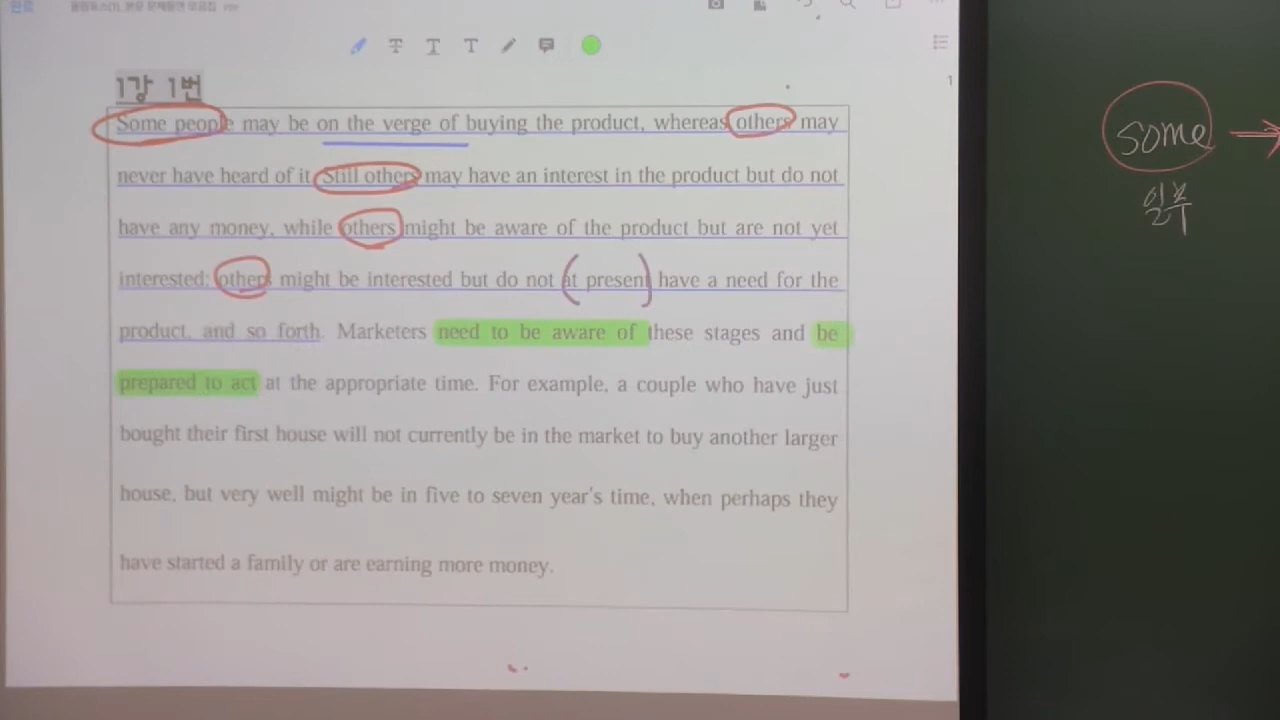 완료
1강 1번
1
Some people may be on the verge of buying the product, whereas others may
never have heard of it. Still others may have an interest in the product but do not
have any money, while others might be aware of the product but are not yet
interested; others might be interested but do not (at present) have a need for the
product, and so forth. Marketers need to be aware of these stages and be
prepared to act at the appropriate time. For example, a couple who have just
bought their first house will not currently be in the market to buy another larger
house, but very well might be in five to seven year's time, when perhaps they
have started a family or are earning more money.
some →
일부